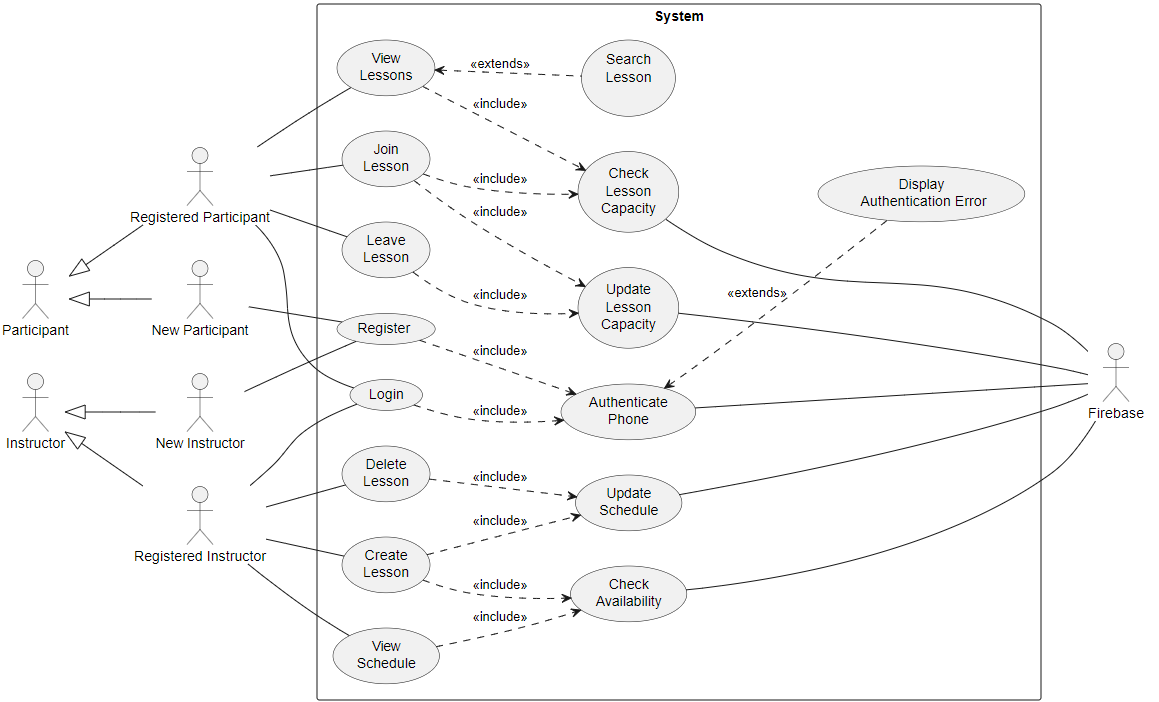 System
View
Lessons
«extends»
Search
Lesson
«include»
Join
Lesson
«include»
«include»
Check
Lesson
Capacity
Display
Authentication Error
Registered Participant
Leave
Lesson
«include»
Update
Lesson
Capacity
«extends»
Participant
New Participant
Register
«include»
Login
«include»
Authenticate
Phone
Firebase
Instructor
New Instructor
Delete
Lesson
«include»
Update
Schedule
«include»
Registered Instructor
Create
Lesson
«include»
Check
Availability
«include»
View
Schedule